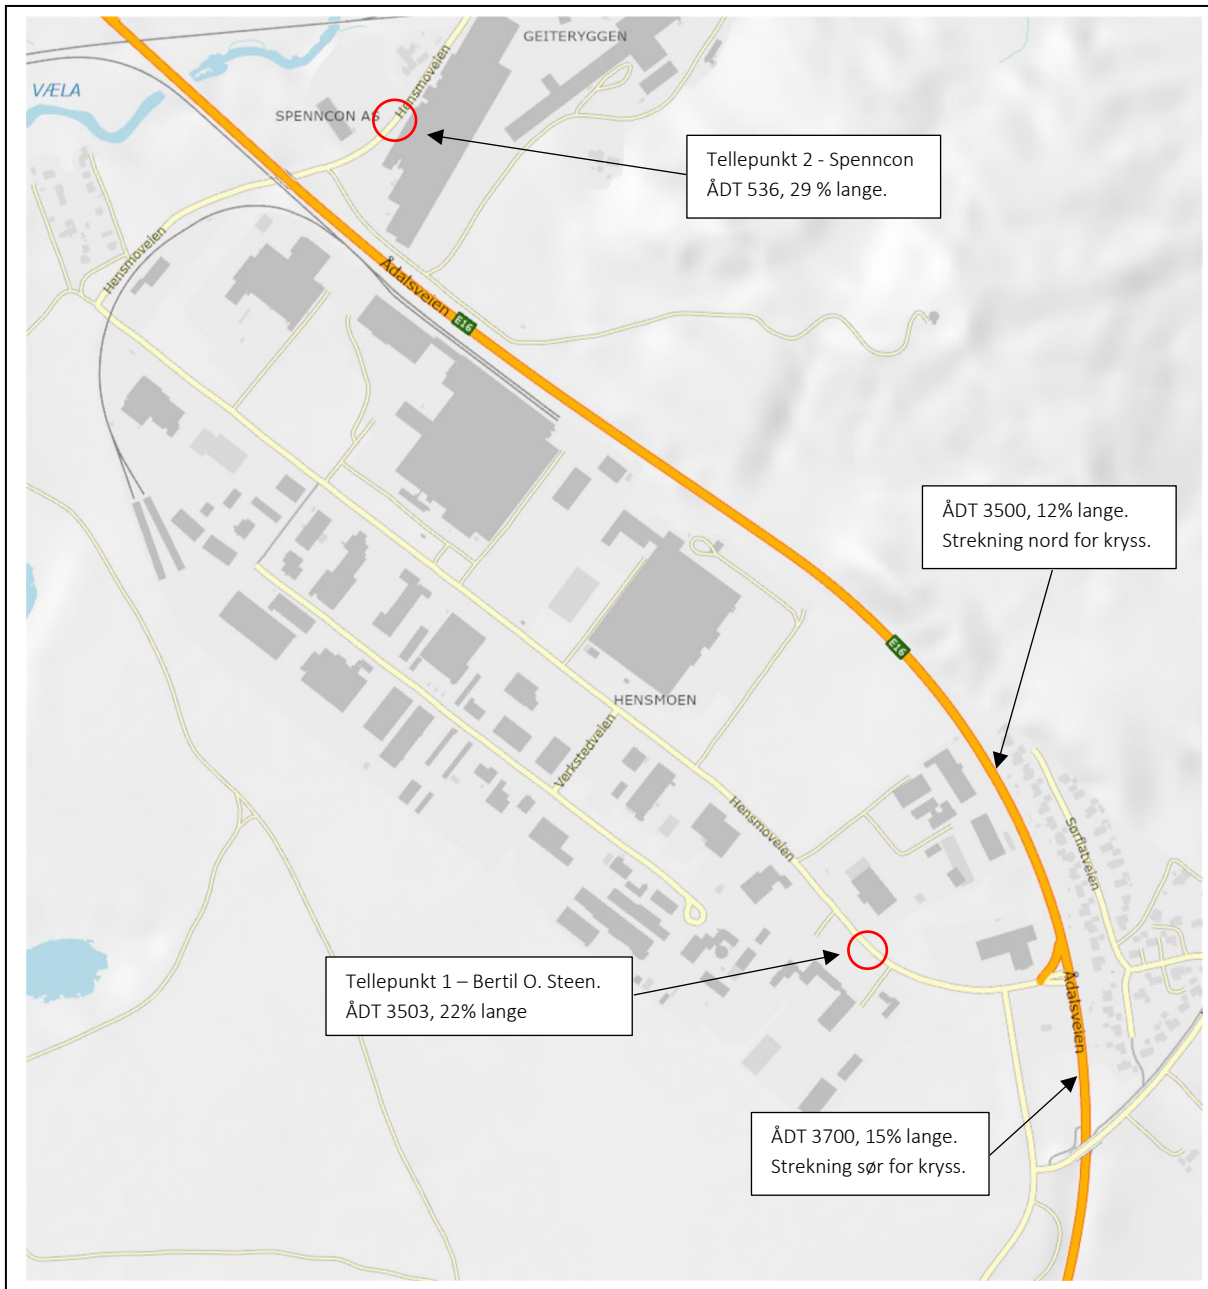 GEITERYGGEN
VÆLA
Hensmoveien
SPENNCON AS
Tellepunkt 2 - Spenncon
ÅDT 536, 29 % lange.
Hensmoveien
Ådalsveien
E16
ÅDT 3500, 12% lange.
Strekning nord for kryss.
E16
HENSMOEN
Verkstedveien
Hensmoveien
Sørflatveien
Tellepunkt 1 – Bertil O. Steen.
ÅDT 3503, 22% lange
Ådalsveien
ÅDT 3700, 15% lange.
Strekning sør for kryss.